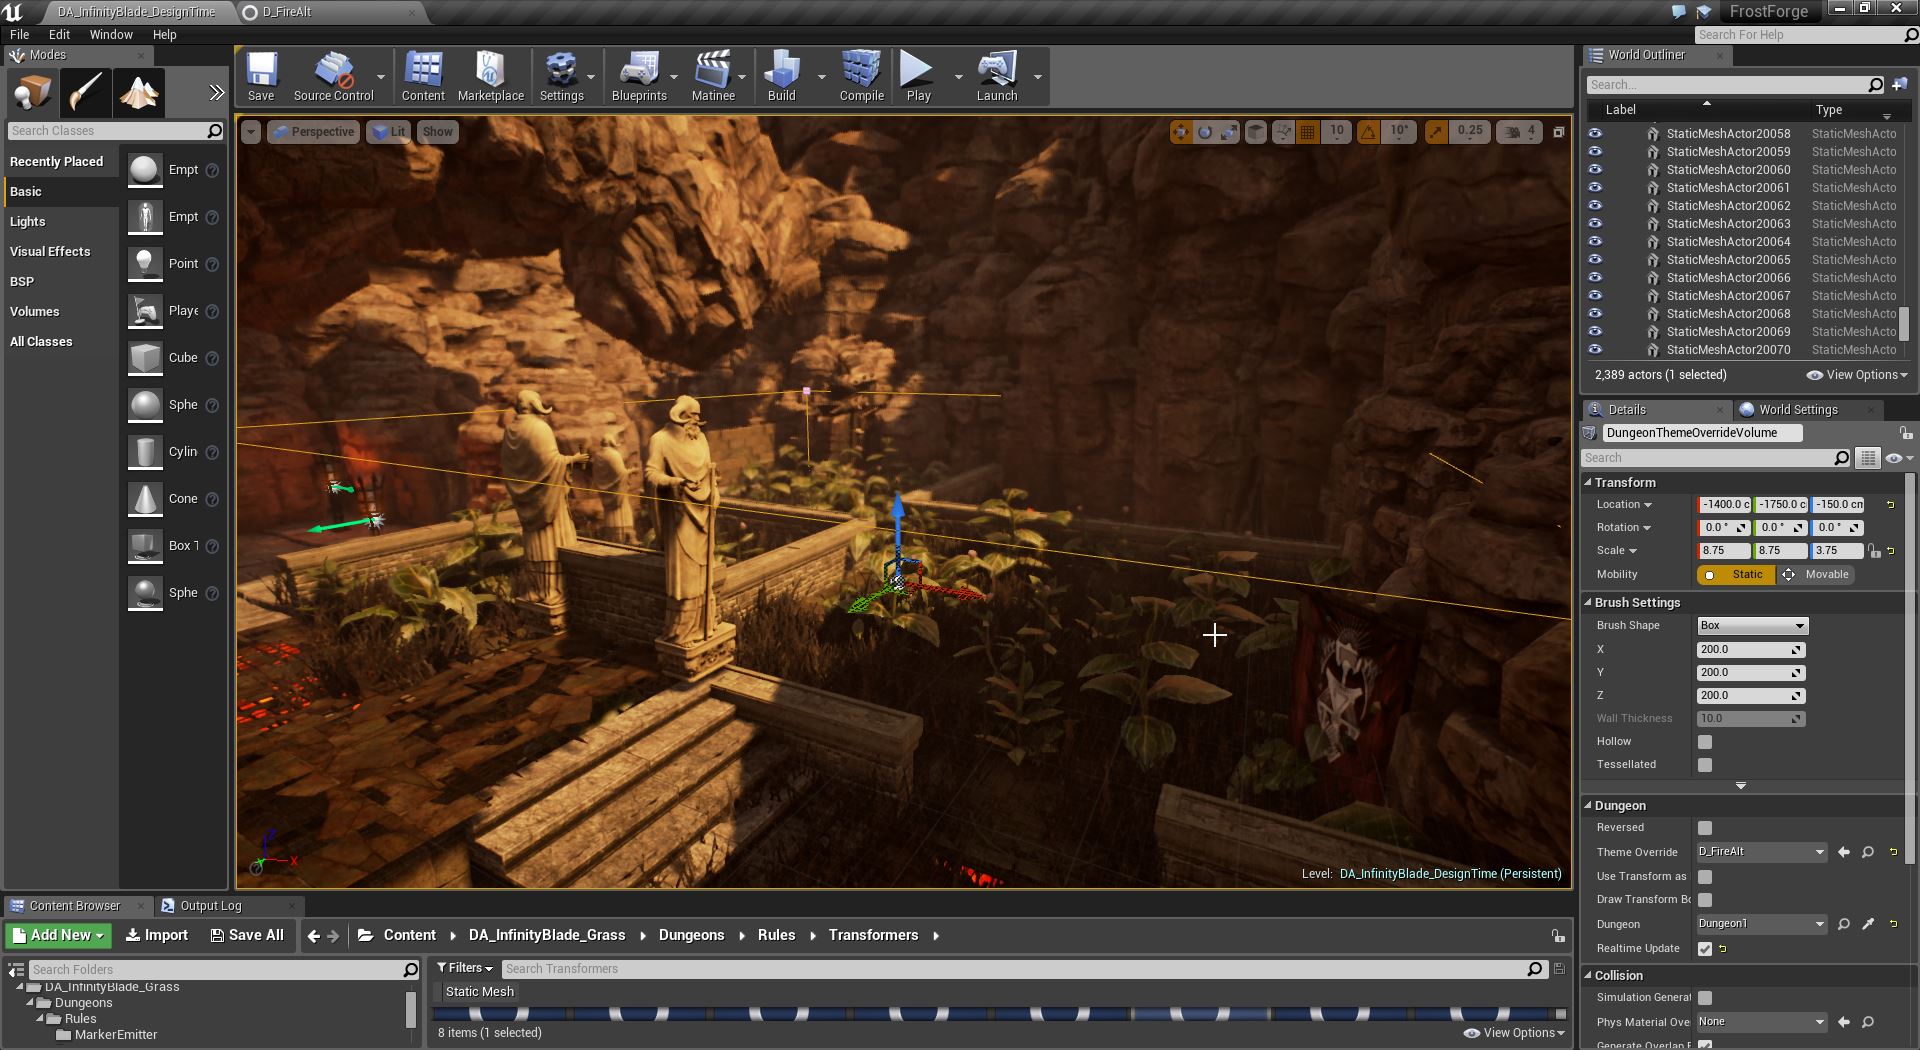 DA_InfinityBlade_DesignTime
D_FireAlt
FrostForge
File Edit Window Help
Search For Help
Modes
Search Classes
Recently Placed
Basic
Lights
Visual Effects
BSP
Volumes
All Classes
Empt
Empt
Point
Playe
Cube
Sphe
Cylin
Cone
Box T
Sphe
Save
Source Control
Content
Marketplace
Settings
Blueprints
Matinee
Build
Compile
Play
Launch
Perspective
Lit
Show
10
10°
0.25
4
Level: DA_InfinityBlade_DesignTime (Persistent)
X
Z
World Outliner
Search...
Label Type
StaticMeshActor20058 StaticMeshActo
StaticMeshActor20059 StaticMeshActo
StaticMeshActor20060 StaticMeshActo
StaticMeshActor20061 StaticMeshActo
StaticMeshActor20062 StaticMeshActo
StaticMeshActor20063 StaticMeshActo
StaticMeshActor20064 StaticMeshActo
StaticMeshActor20065 StaticMeshActo
StaticMeshActor20066 StaticMeshActo
StaticMeshActor20067 StaticMeshActo
StaticMeshActor20068 StaticMeshActo
StaticMeshActor20069 StaticMeshActo
StaticMeshActor20070 StaticMeshActo
2,389 actors (1 selected)
View Options
Details
World Settings
DungeonThemeOverrideVolume
Search
Transform
Location -1400.0 c -1750.0 c -150.0 cm
Rotation 0.0 ° 0.0 ° 0.0 °
Scale 8.75 8.75 3.75
Mobility Static Movable
Brush Settings
Brush Shape Box
X 200.0
Y 200.0
Z 200.0
Wall Thickness 10.0
Hollow
Tessellated
Dungeon
Reversed
Theme Override D_FireAlt
Use Transform as
Draw Transform Bo
Dungeon Dungeon1
Realtime Update
Collision
Simulation Generat
Phys Material Ove None
Generate Overlap E
Content Browser
Output Log
Add New Import Save All
Content DA_InfinityBlade_Grass Dungeons Rules Transformers
Search Folders
DA_InfinityBlade_Grass
Dungeons
Rules
MarkerEmitter
Filters
Search Transformers
Static Mesh
8 items (1 selected)
View Options